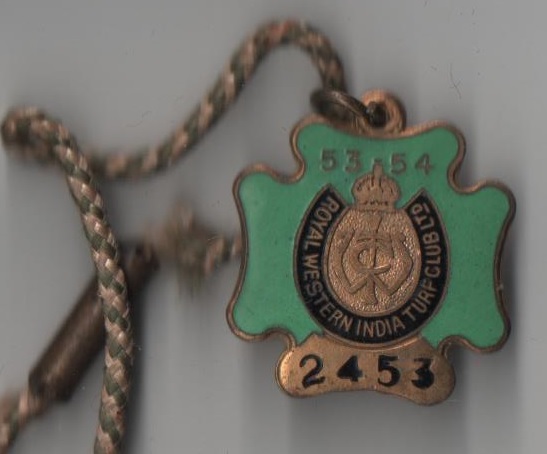 53 54
ROYAL WESTERN INDIA TURF CLUB LTD
2453